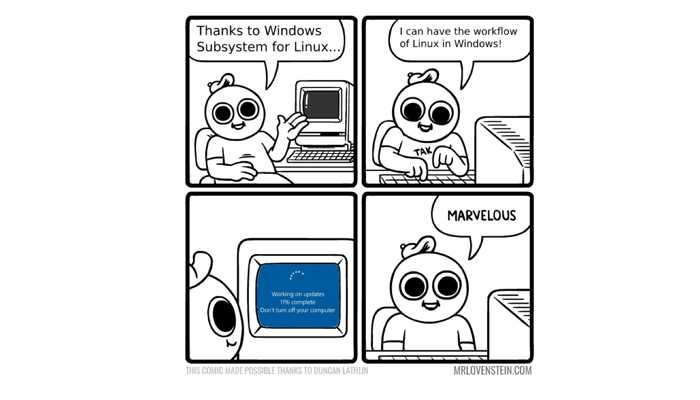 Thanks to Windows
Subsystem for Linux...
I can have the workflow
of Linux in Windows!
TAK
Working on updates
11% complete
Don't turn off your computer
MARVELOUS
THIS COMIC MADE POSSIBLE THANKS TO DUNCAN LATHLIN
MRLOVENSTEIN.COM